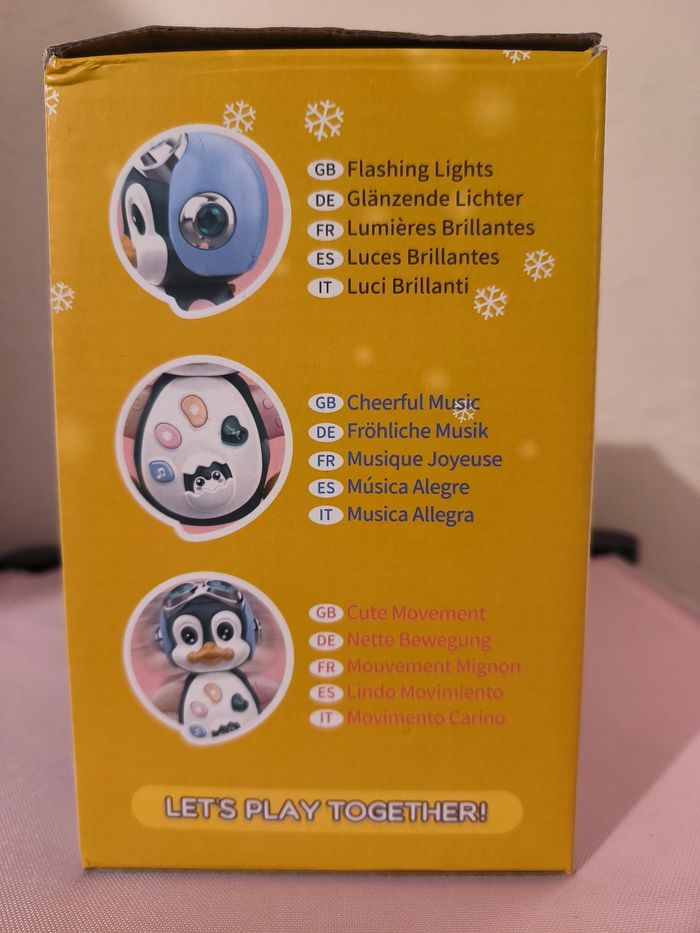 GB Flashing Lights
DE Glänzende Lichter
FR Lumières Brillantes
ES Luces Brillantes
IT Luci Brillanti
GB Cheerful Music
DE Fröhliche Musik
FR Musique Joyeuse
ES Música Alegre
IT Musica Allegra
GB Cute Movement
DE Nette Bewegung
FR Mouvement Mignon
ES Lindo Movimiento
IT Movimento Carino
LET'S PLAY TOGETHER!